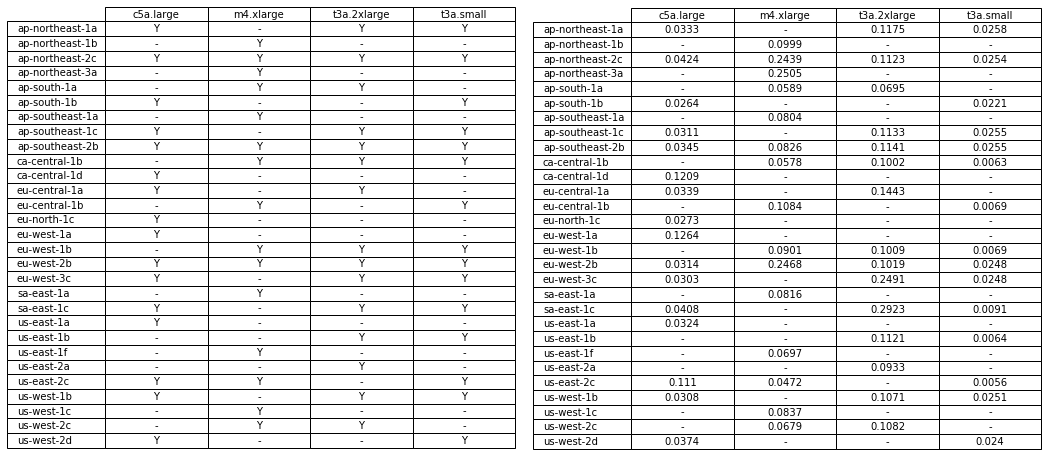 c5a.large m4.xlarge t3a.2xlarge t3a.small
ap-northeast-1a Y - Y Y
ap-northeast-1b - Y - -
ap-northeast-2c Y Y Y Y
ap-northeast-3a - Y - -
ap-south-1a - Y Y -
ap-south-1b Y - - Y
ap-southeast-1a - Y - -
ap-southeast-1c Y - Y Y
ap-southeast-2b Y Y Y Y
ca-central-1b - Y Y Y
ca-central-1d Y - - -
eu-central-1a Y - Y -
eu-central-1b - Y - Y
eu-north-1c Y - - -
eu-west-1a Y - - -
eu-west-1b - Y Y Y
eu-west-2b Y Y Y Y
eu-west-3c Y - Y Y
sa-east-1a - Y - -
sa-east-1c Y - Y Y
us-east-1a Y - - -
us-east-1b - - Y Y
us-east-1f - Y - -
us-east-2a - - Y -
us-east-2c Y Y - Y
us-west-1b Y - Y Y
us-west-1c - Y - -
us-west-2c - Y Y -
us-west-2d Y - - Y
c5a.large m4.xlarge t3a.2xlarge t3a.small
ap-northeast-1a 0.0333 - 0.1175 0.0258
ap-northeast-1b - 0.0999 - -
ap-northeast-2c 0.0424 0.2439 0.1123 0.0254
ap-northeast-3a - 0.2505 - -
ap-south-1a - 0.0589 0.0695 -
ap-south-1b 0.0264 - - 0.0221
ap-southeast-1a - 0.0804 - -
ap-southeast-1c 0.0311 - 0.1133 0.0255
ap-southeast-2b 0.0345 0.0826 0.1141 0.0255
ca-central-1b - 0.0578 0.1002 0.0063
ca-central-1d 0.1209 - - -
eu-central-1a 0.0339 - 0.1443 -
eu-central-1b - 0.1084 - 0.0069
eu-north-1c 0.0273 - - -
eu-west-1a 0.1264 - - -
eu-west-1b - 0.0901 0.1009 0.0069
eu-west-2b 0.0314 0.2468 0.1019 0.0248
eu-west-3c 0.0303 - 0.2491 0.0248
sa-east-1a - 0.0816 - -
sa-east-1c 0.0408 - 0.2923 0.0091
us-east-1a 0.0324 - - -
us-east-1b - - 0.1121 0.0064
us-east-1f - 0.0697 - -
us-east-2a - - 0.0933 -
us-east-2c 0.111 0.0472 - 0.0056
us-west-1b 0.0308 - 0.1071 0.0251
us-west-1c - 0.0837 - -
us-west-2c - 0.0679 0.1082 -
us-west-2d 0.0374 - - 0.024